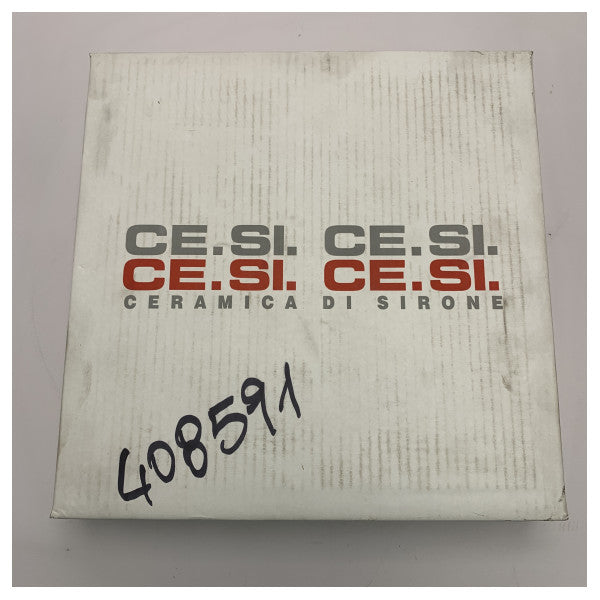 CE.SI. CE.SI.
CE.SI. CE.SI.
CERAMICA DI SIRONE
408591